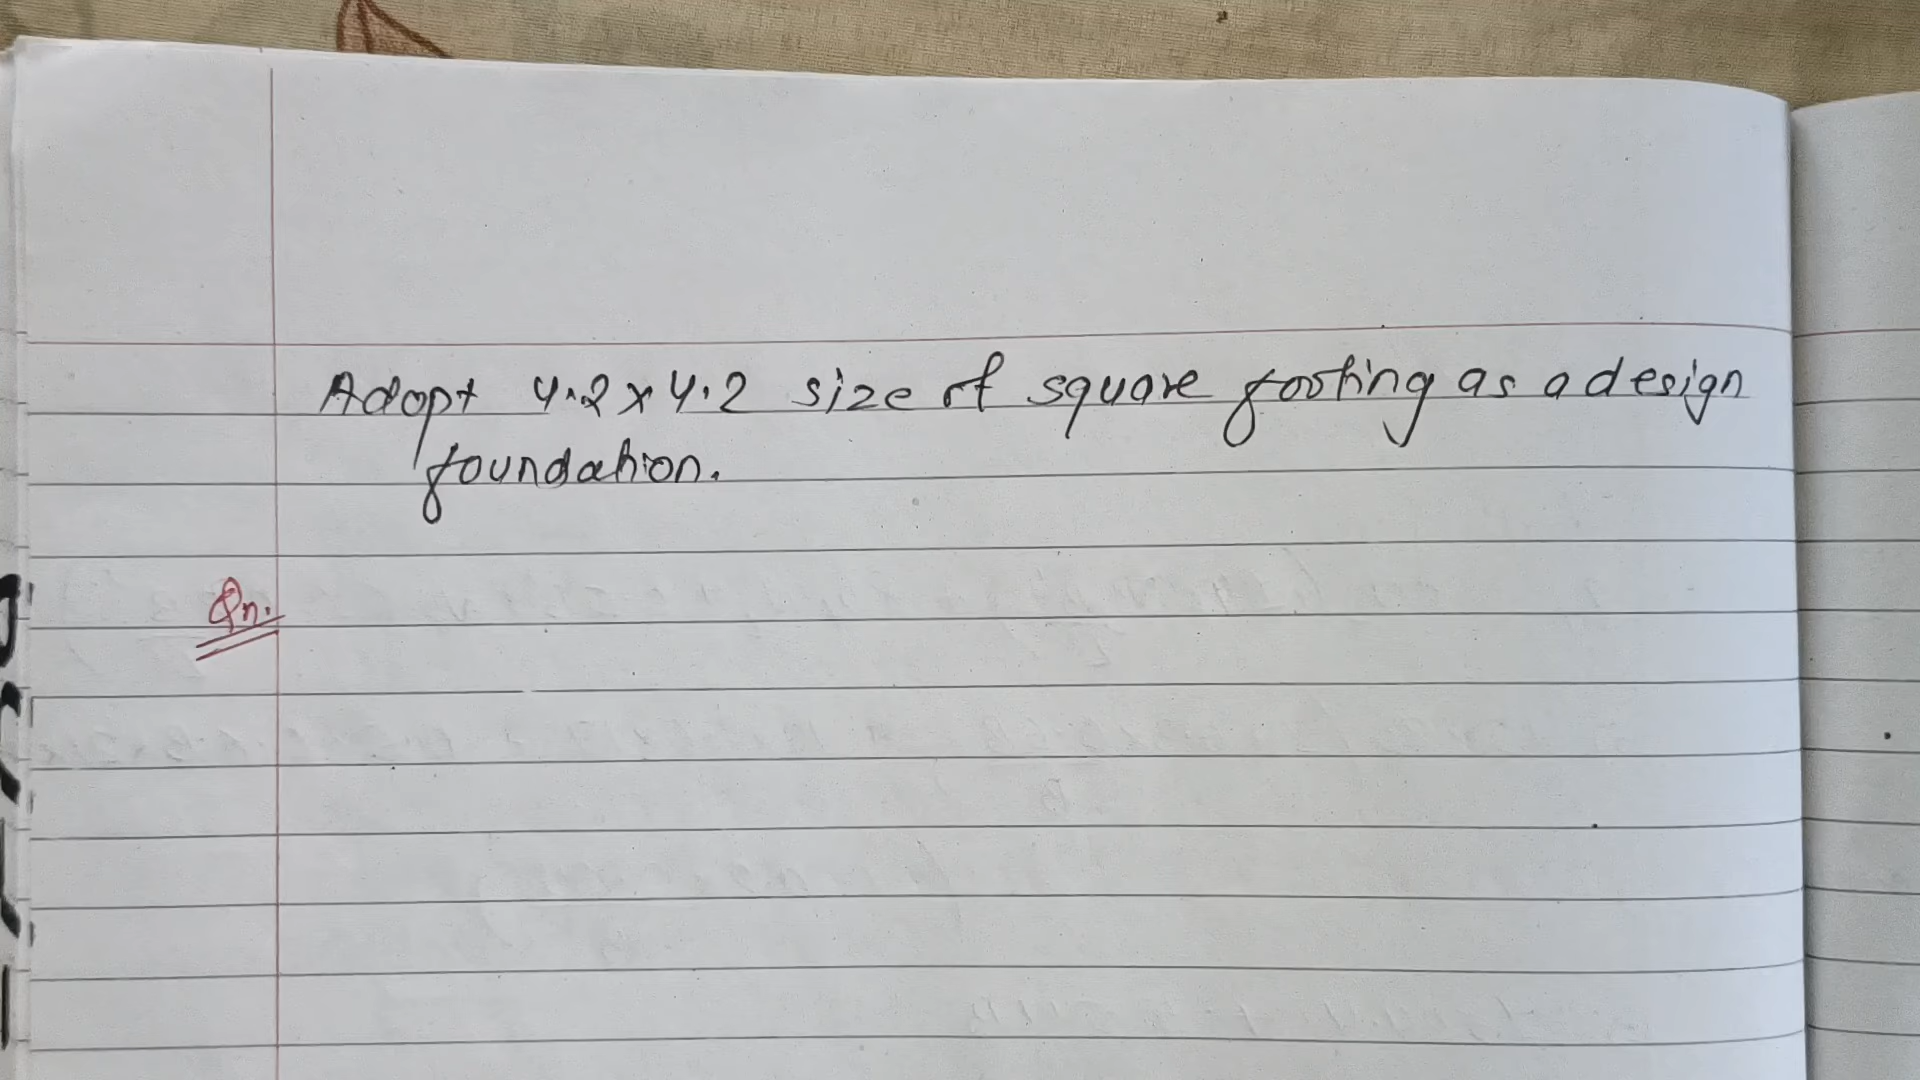 Adopt 4.2 x 4.2 size of square footing as a design
foundation.
Qn.